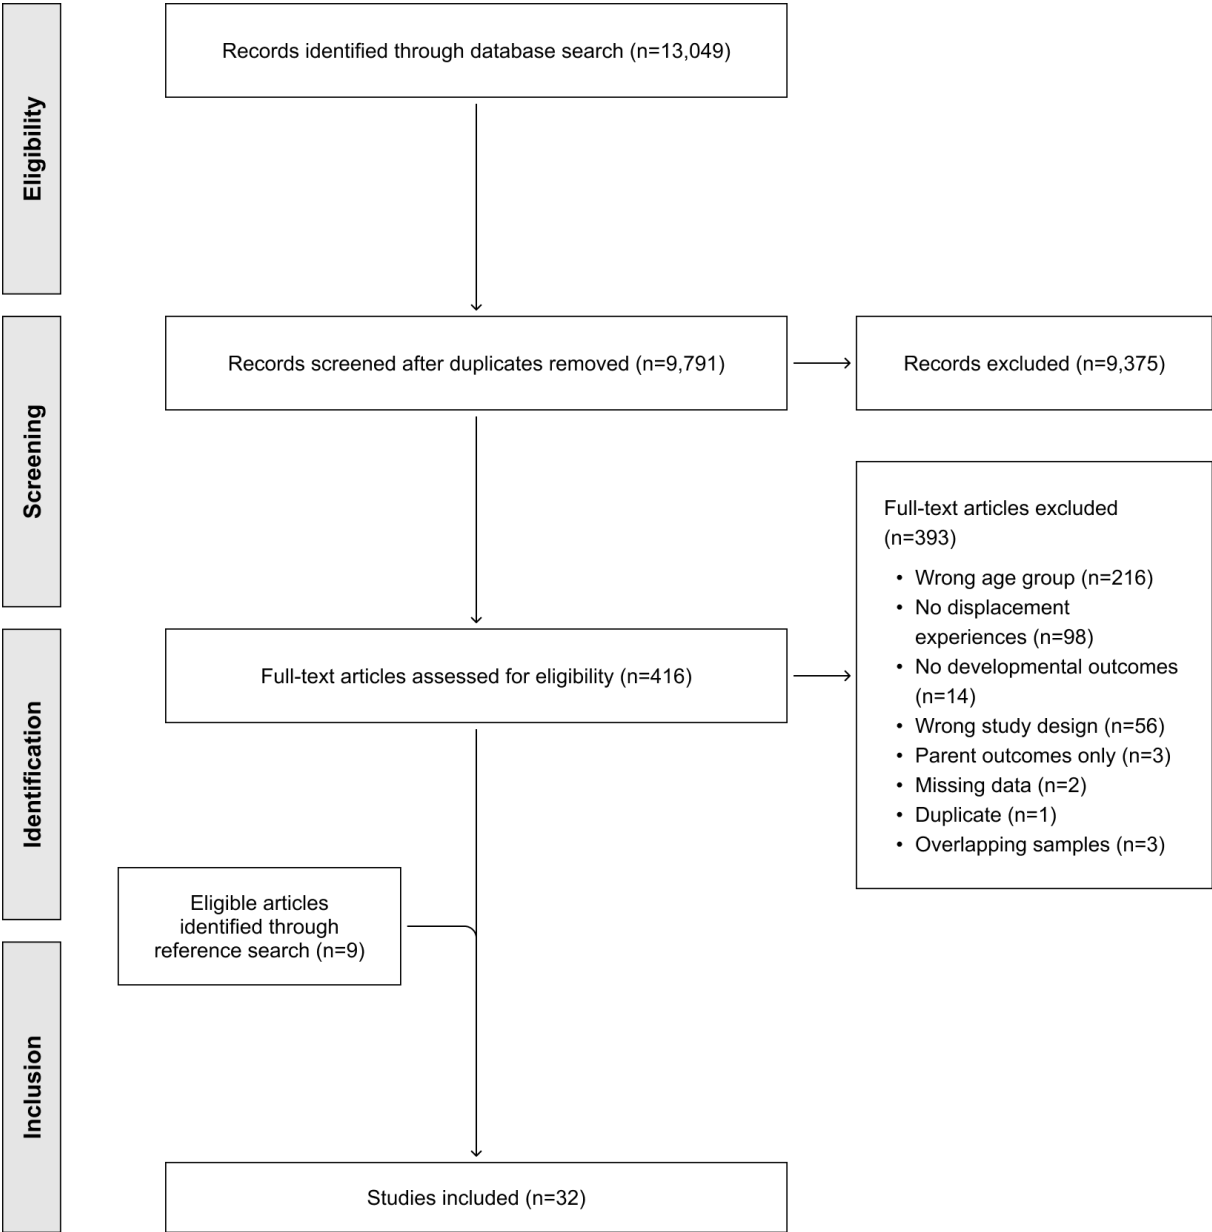 Eligibility
Records identified through database search (n=13,049)
Screening
Records screened after duplicates removed (n=9,791)
Records excluded (n=9,375)
Full-text articles excluded
(n=393)
• Wrong age group (n=216)
• No displacement
experiences (n=98)
• No developmental outcomes
(n=14)
• Wrong study design (n=56)
• Parent outcomes only (n=3)
• Missing data (n=2)
• Duplicate (n=1)
• Overlapping samples (n=3)
Identification
Full-text articles assessed for eligibility (n=416)
Eligible articles
identified through
reference search (n=9)
Inclusion
Studies included (n=32)